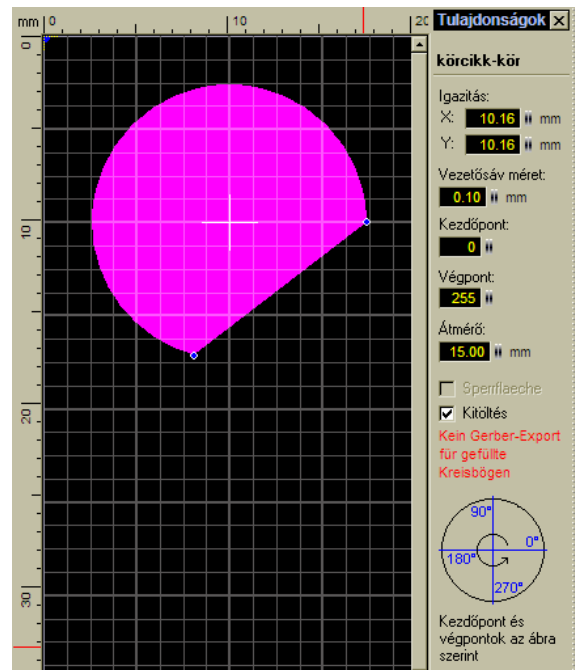 mm 0 10 20
0
10
20
30
Tulajdonságok
körcikk-kör
Igazitás:
X: 10.16 mm
Y: 10.16 mm
Vezetősáv méret:
0.10 mm
Kezdőpont:
0
Végpont:
255
Átmérő:
15.00 mm
Sperrflaeche
Kitöltés
Kein Gerber-Export
für gefüllte
Kreisbögen
90°
0°
180°
270°
Kezdőpont és
végpontok az ábra
szerint